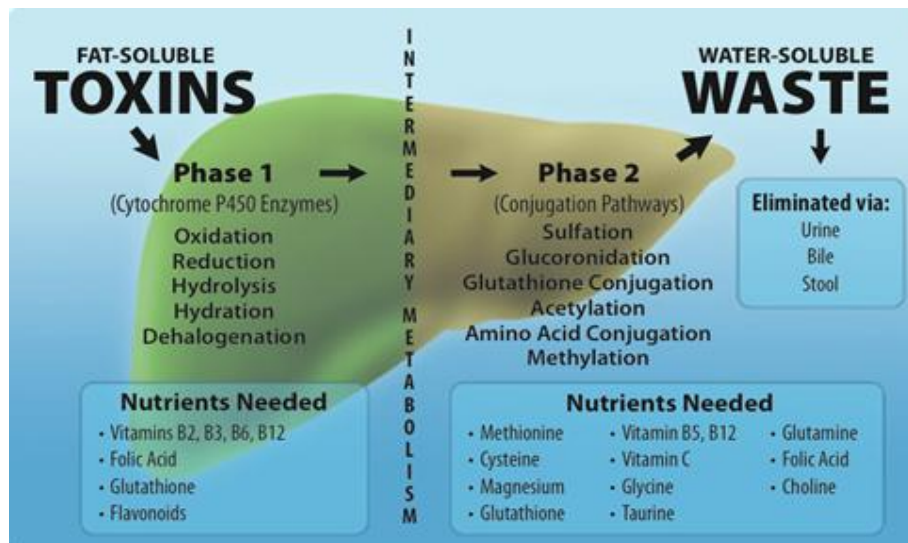 FAT-SOLUBLE
TOXINS
INTERMEDIARY METABOLISM
WATER-SOLUBLE
WASTE
Phase 1
(Cytochrome P450 Enzymes)
Oxidation
Reduction
Hydrolysis
Hydration
Dehalogenation
Phase 2
(Conjugation Pathways)
Sulfation
Glucoronidation
Glutathione Conjugation
Acetylation
Amino Acid Conjugation
Methylation
Eliminated via:
Urine
Bile
Stool
Nutrients Needed
• Vitamins B2, B3, B6, B12
• Folic Acid
• Glutathione
• Flavonoids
Nutrients Needed
• Methionine
• Cysteine
• Magnesium
• Glutathione
• Vitamin B5, B12
• Vitamin C
• Glycine
• Taurine
• Glutamine
• Folic Acid
• Choline